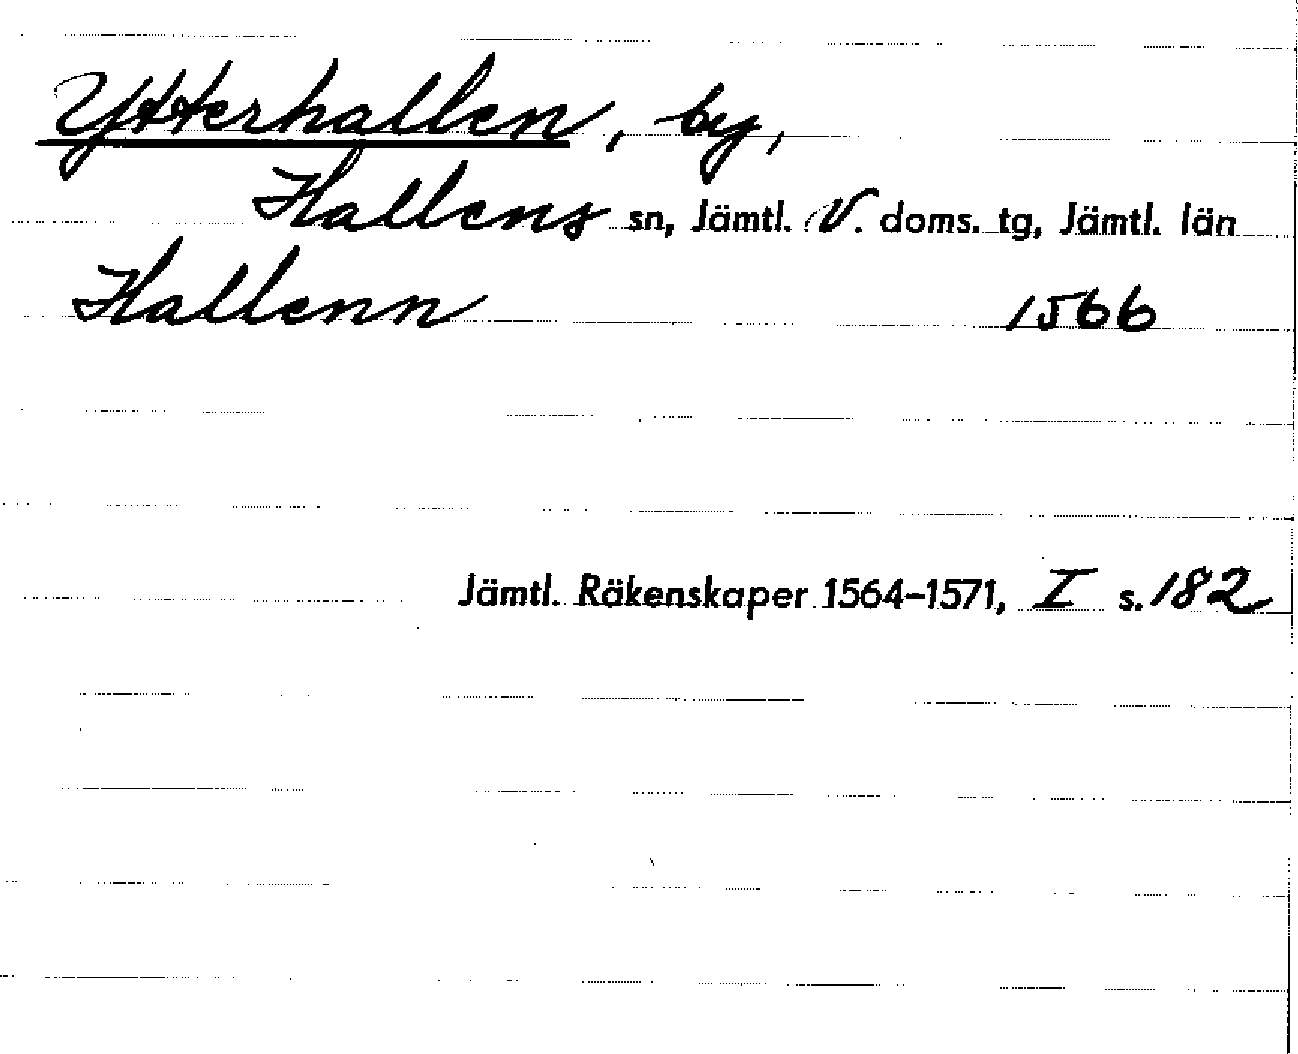 Ytterhallen, by,
Hallens sn, Jämtl. V. doms. tg, Jämtl. län
Hallenn 1566
Jämtl. Räkenskaper 1564-1571, I s. 182